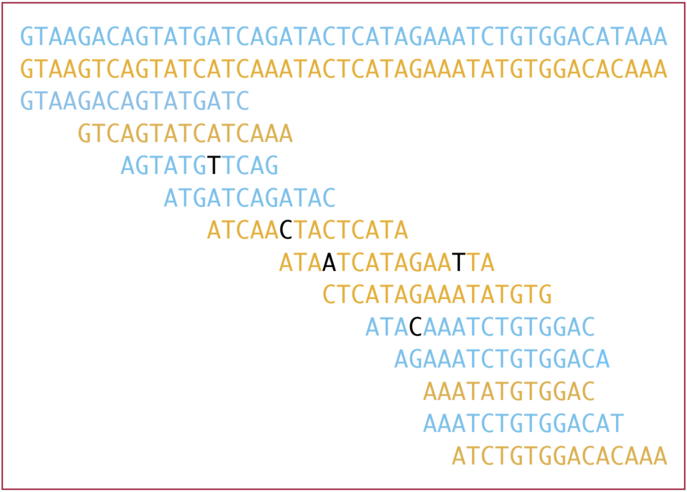 GTAAGACAGTATGATCAGATACTCATAGAAATCTGTGGACATAAA
GTAAGTCAGTATCATCAAATACTCATAGAAATATGTGGACACAAA
GTAAGACAGTATGATC
GTCAGTATCATCAAA
AGTATGTTCAG
ATGATCAGATAC
ATCAACTACTCATA
ATAATCATAGAATTA
CTCATAGAAATATGTG
ATACAAATCTGTGGAC
AGAAATCTGTGGACA
AAATATGTGGAC
AAATCTGTGGACAT
ATCTGTGGACACAAA